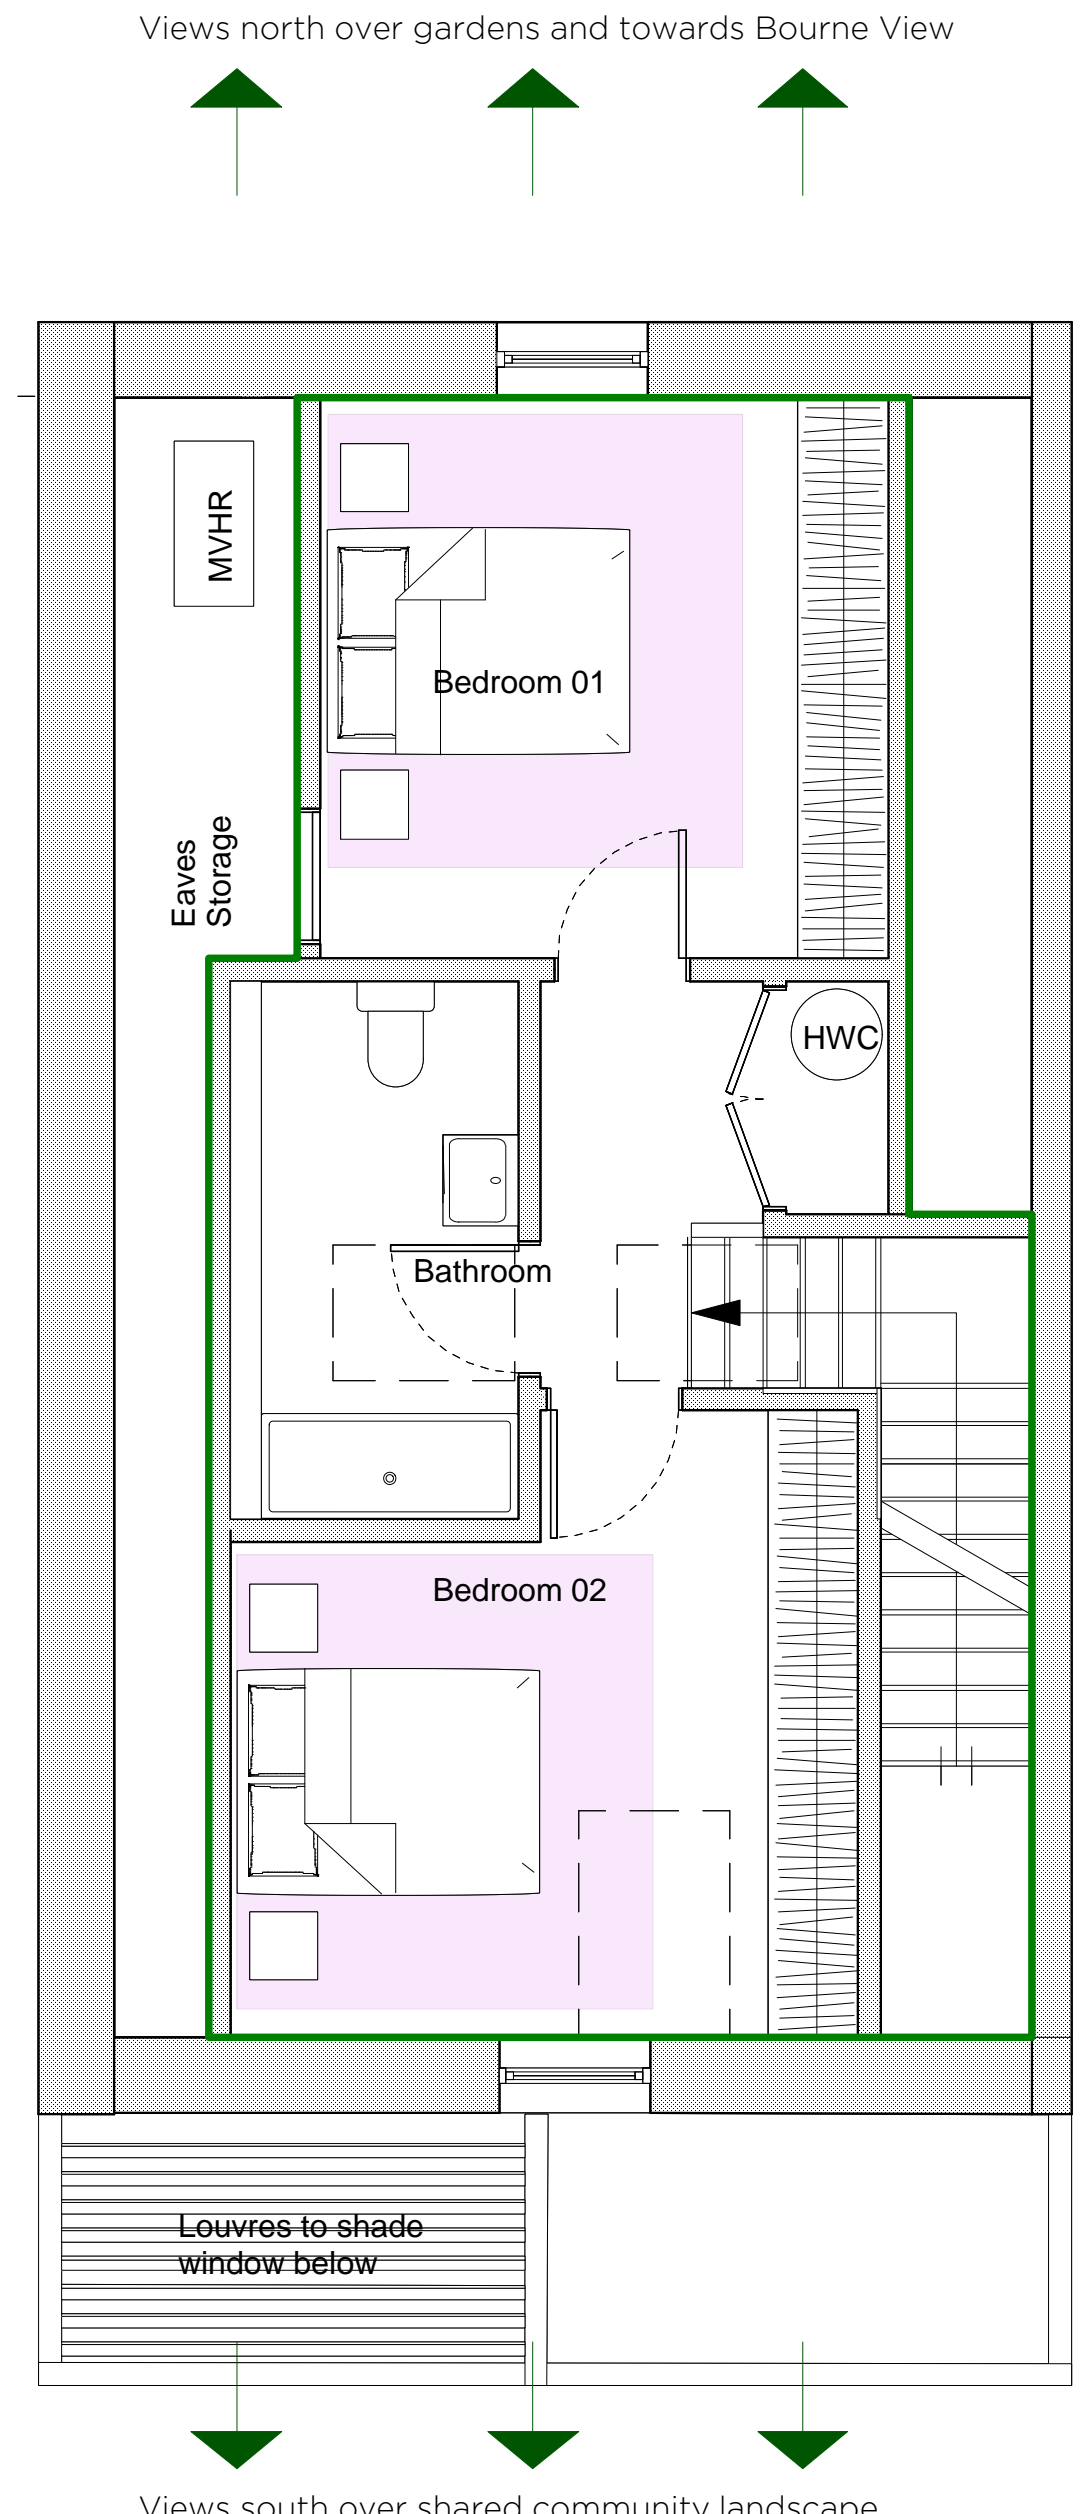 Views north over gardens and towards Bourne View
MVHR
Bedroom 01
Eaves
Storage
HWC
Bathroom
Bedroom 02
Louvres to shade
window below
Views south over shared community landscape